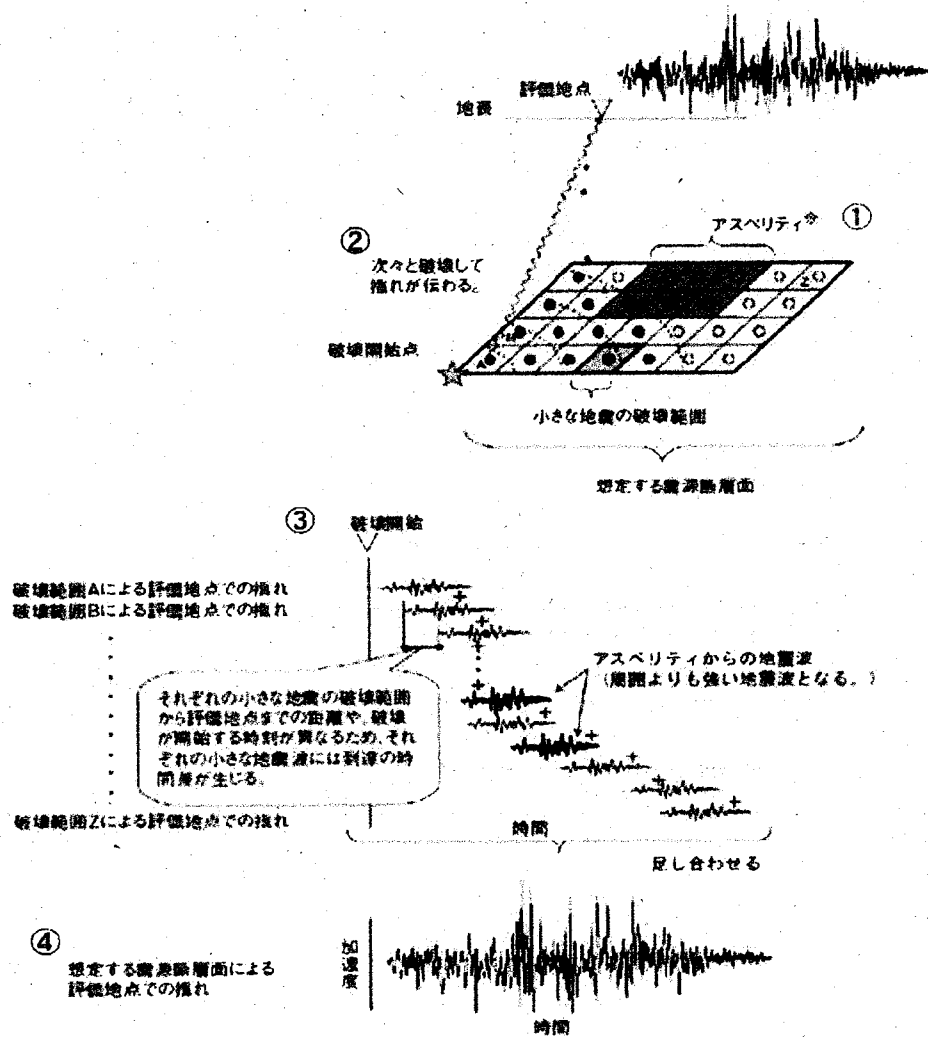 評価地点
地表
アスペリティ※ ①
②
次々と破壊して
揺れが伝わる。
Z
破壊開始点
A
小さな地震の破壊範囲
想定する震源断層面
③ 破壊開始
破壊範囲Aによる評価地点での揺れ
破壊範囲Bによる評価地点での揺れ
アスペリティからの地震波
(周囲よりも強い地震波となる。)
それぞれの小さな地震の破壊範囲
から評価地点までの距離や、破壊
が開始する時刻が異なるため、それ
ぞれの小さな地震波には到達の時
間差が生じる。
破壊範囲Zによる評価地点での揺れ
時間
足し合わせる
④
想定する震源断層面による
評価地点での揺れ
加速度
時間